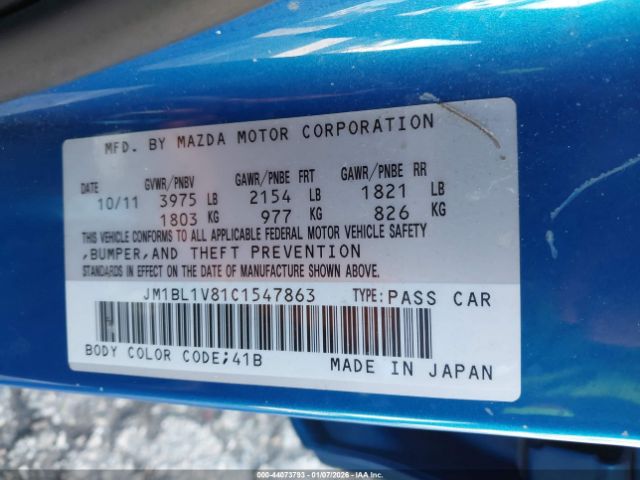 MFD. BY MAZDA MOTOR CORPORATION
DATE GVWR/PNBV GAWR/PNBE FRT GAWR/PNBE RR
10/11 3975 LB 2154 LB 1821 LB
1803 KG 977 KG 826 KG
THIS VEHICLE CONFORMS TO ALL APPLICABLE FEDERAL MOTOR VEHICLE SAFETY
,BUMPER,AND THEFT PREVENTION
STANDARDS IN EFFECT ON THE DATE OF MANUFACTURE SHOWN ABOVE.
JM1BL1V81C1547863 TYPE: PASS CAR
BODY COLOR CODE;41B MADE IN JAPAN
000-44073793 01/07/2026 IAA Inc.